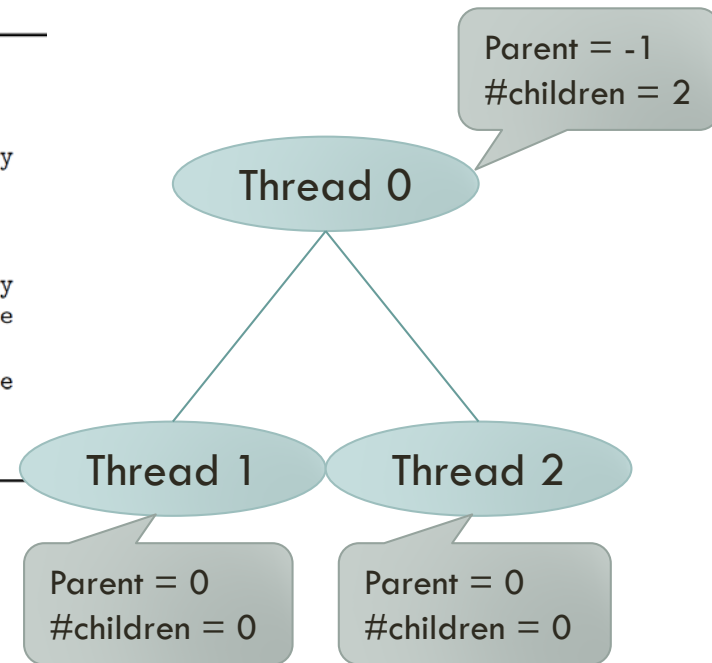 Parent = -1
#children = 2
y
Thread 0
y
e
e
Thread 1
Thread 2
Parent = 0
#children = 0
Parent = 0
#children = 0